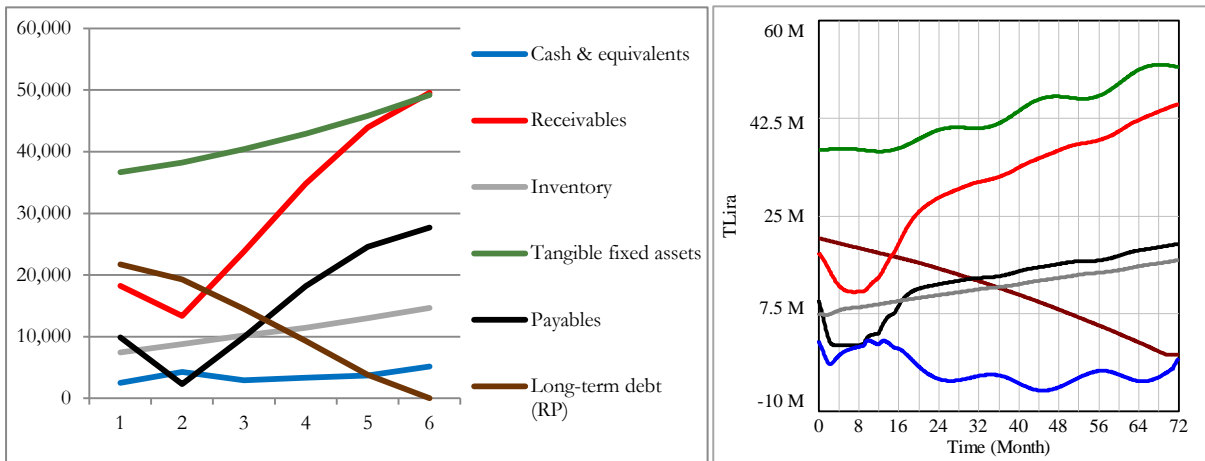 60,000
50,000
40,000
30,000
20,000
10,000
0
1 2 3 4 5 6
Cash & equivalents
Receivables
Inventory
Tangible fixed assets
Payables
Long-term debt
(RP)
60 M
42.5 M
25 M
7.5 M
-10 M
TLira
0 8 16 24 32 40 48 56 64 72
Time (Month)